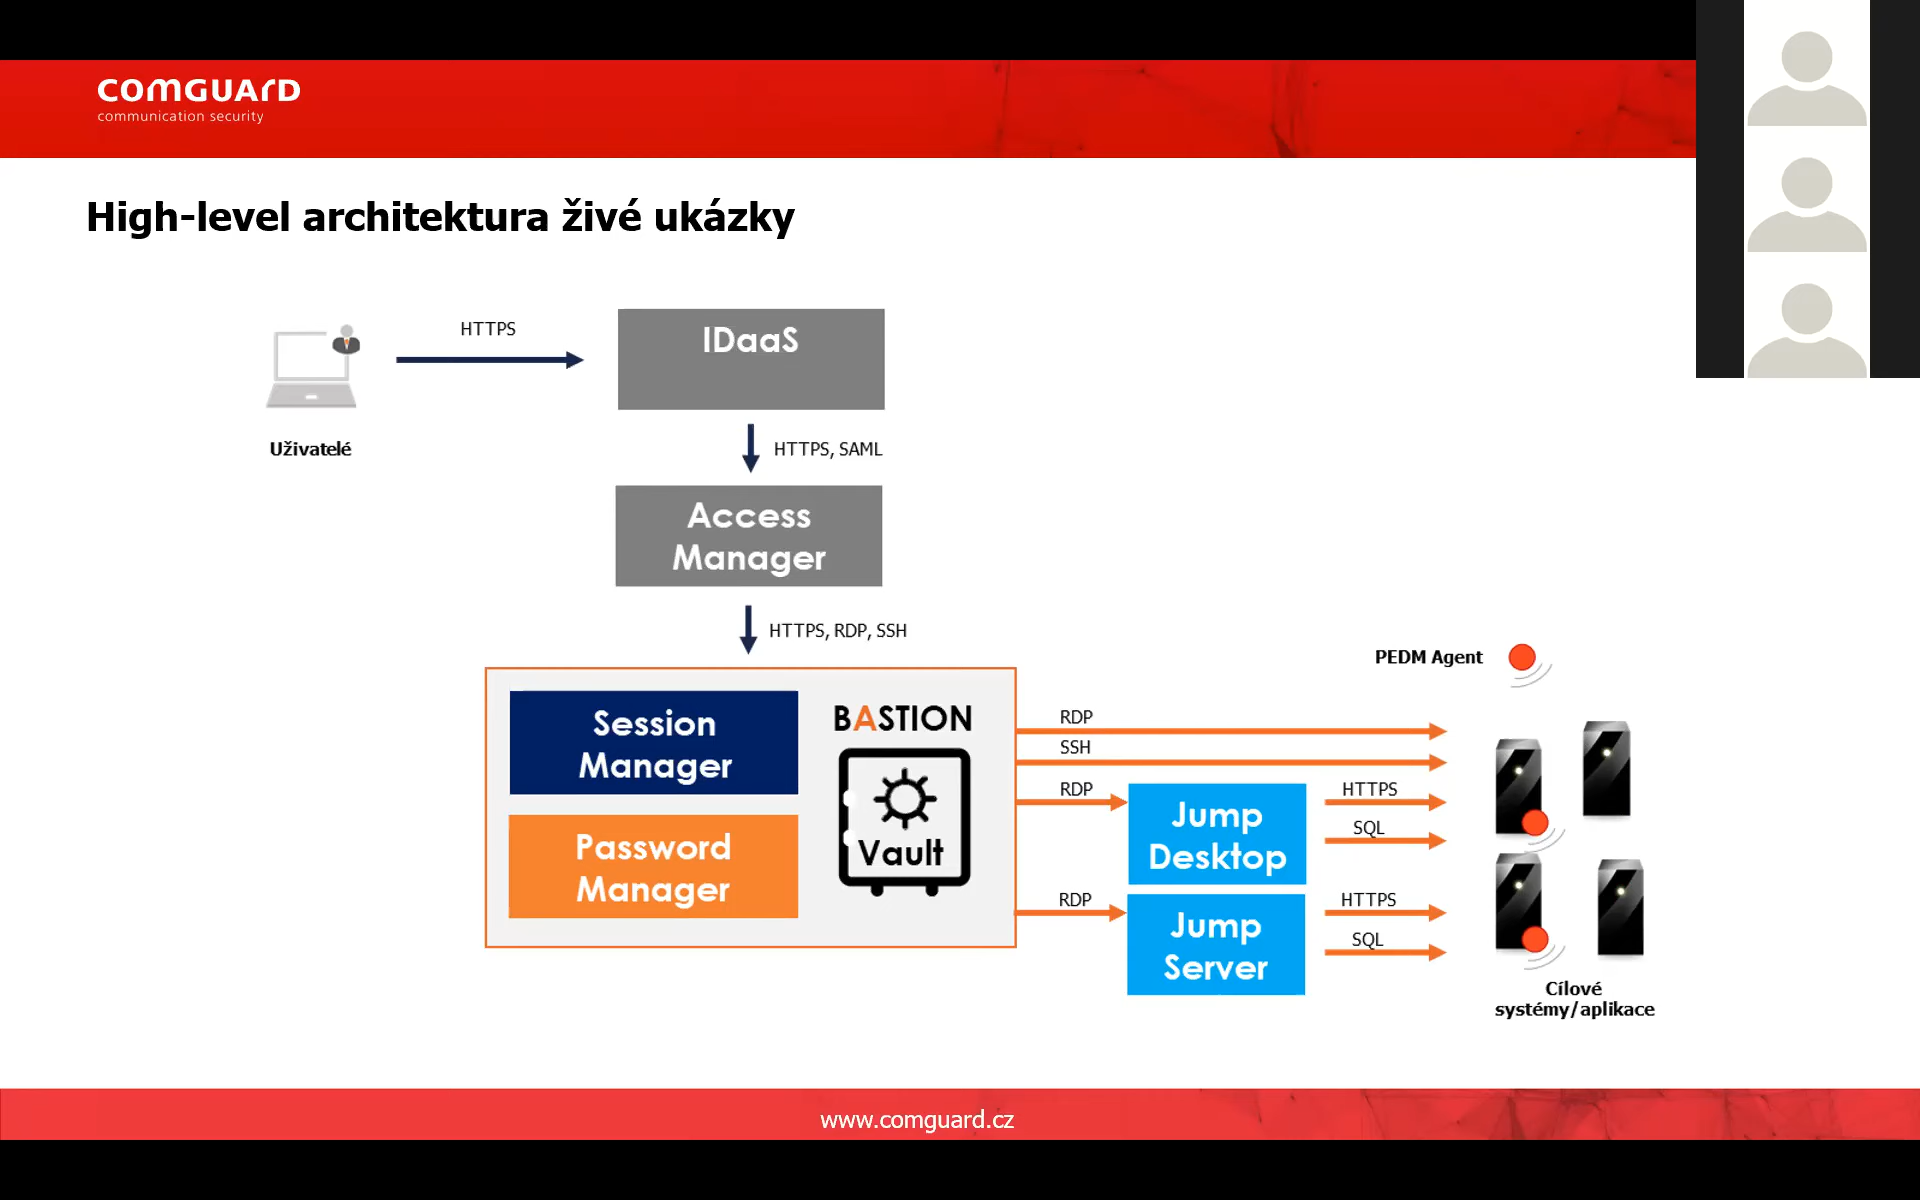 COMGUARD
communication security
High-level architektura živé ukázky
HTTPS
IDaaS
Uživatelé
HTTPS, SAML
Access
Manager
HTTPS, RDP, SSH
PEDM Agent
Session
Manager
BASTION
Password
Manager
Vault
RDP
SSH
RDP
Jump
Desktop
HTTPS
SQL
RDP
Jump
Server
HTTPS
SQL
Cílové
systémy/aplikace
www.comguard.cz